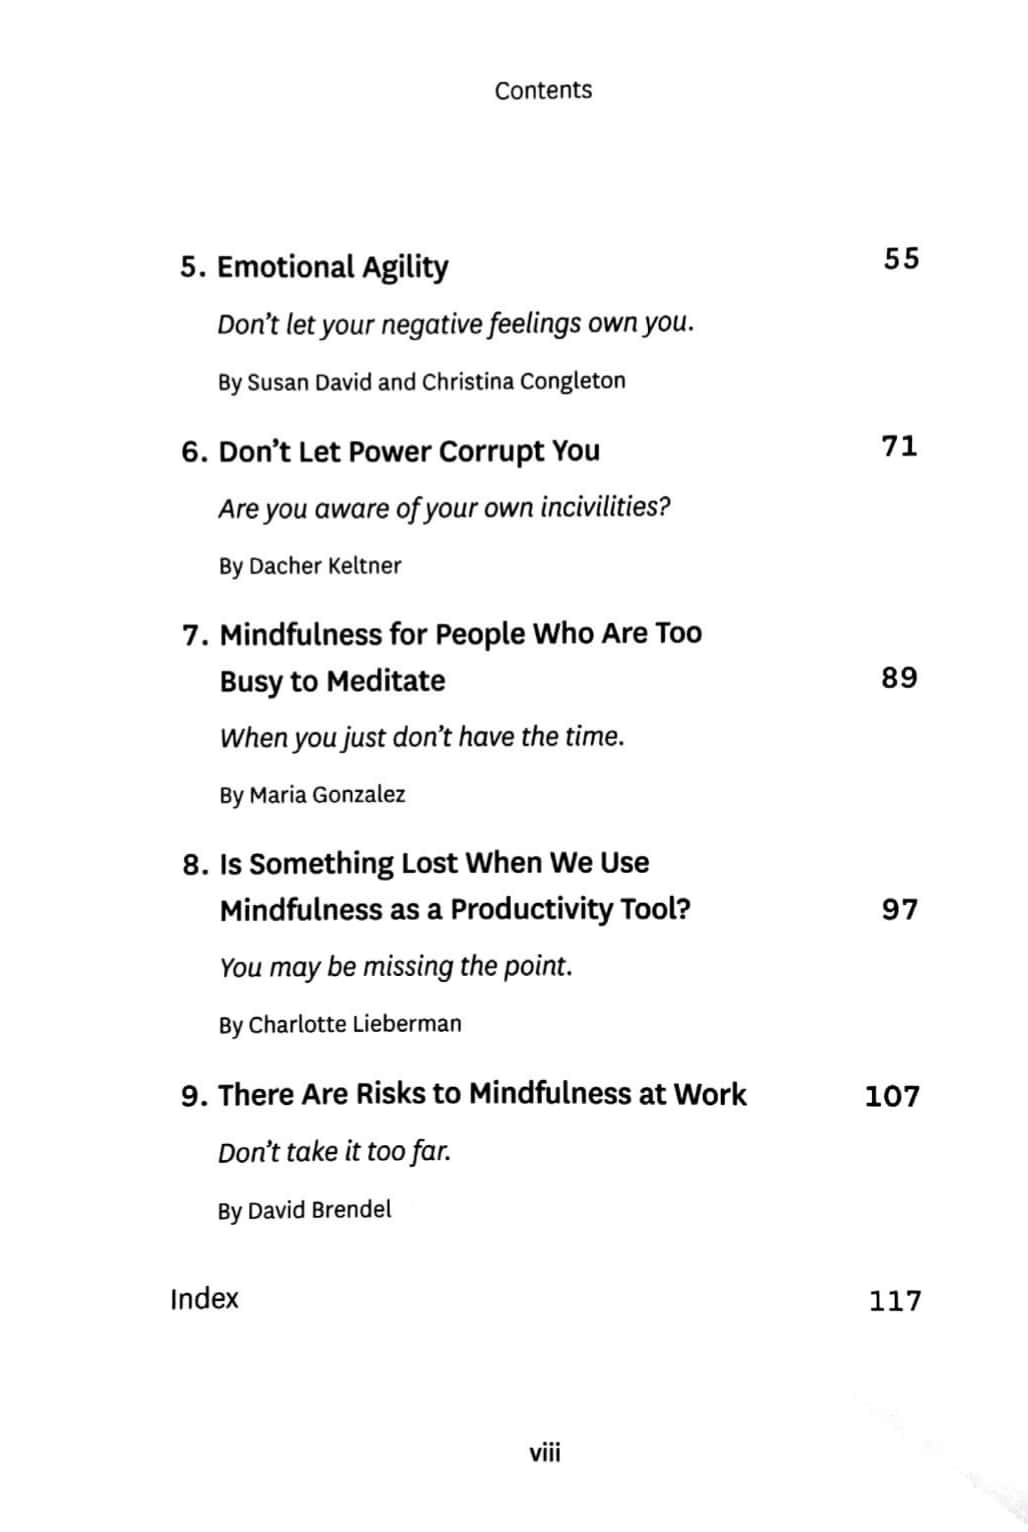 Contents
5. Emotional Agility 55
Don't let your negative feelings own you.
By Susan David and Christina Congleton
6. Don't Let Power Corrupt You 71
Are you aware of your own incivilities?
By Dacher Keltner
7. Mindfulness for People Who Are Too
Busy to Meditate 89
When you just don't have the time.
By Maria Gonzalez
8. Is Something Lost When We Use
Mindfulness as a Productivity Tool? 97
You may be missing the point.
By Charlotte Lieberman
9. There Are Risks to Mindfulness at Work 107
Don't take it too far.
By David Brendel
Index 117
viii